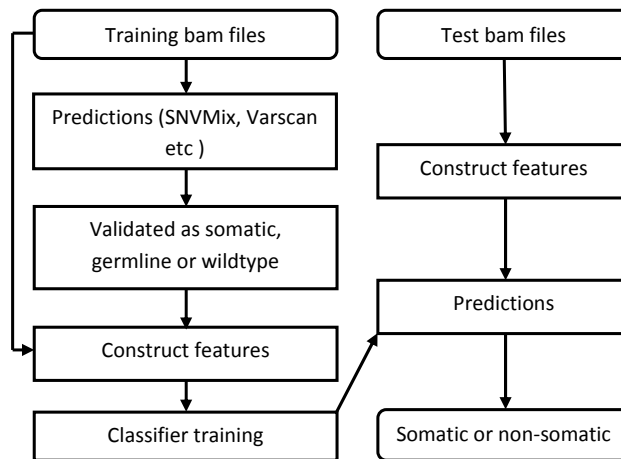 Training bam files
Predictions (SNVMix, Varscan
etc )
Validated as somatic,
germline or wildtype
Construct features
Classifier training
Test bam files
Construct features
Predictions
Somatic or non-somatic